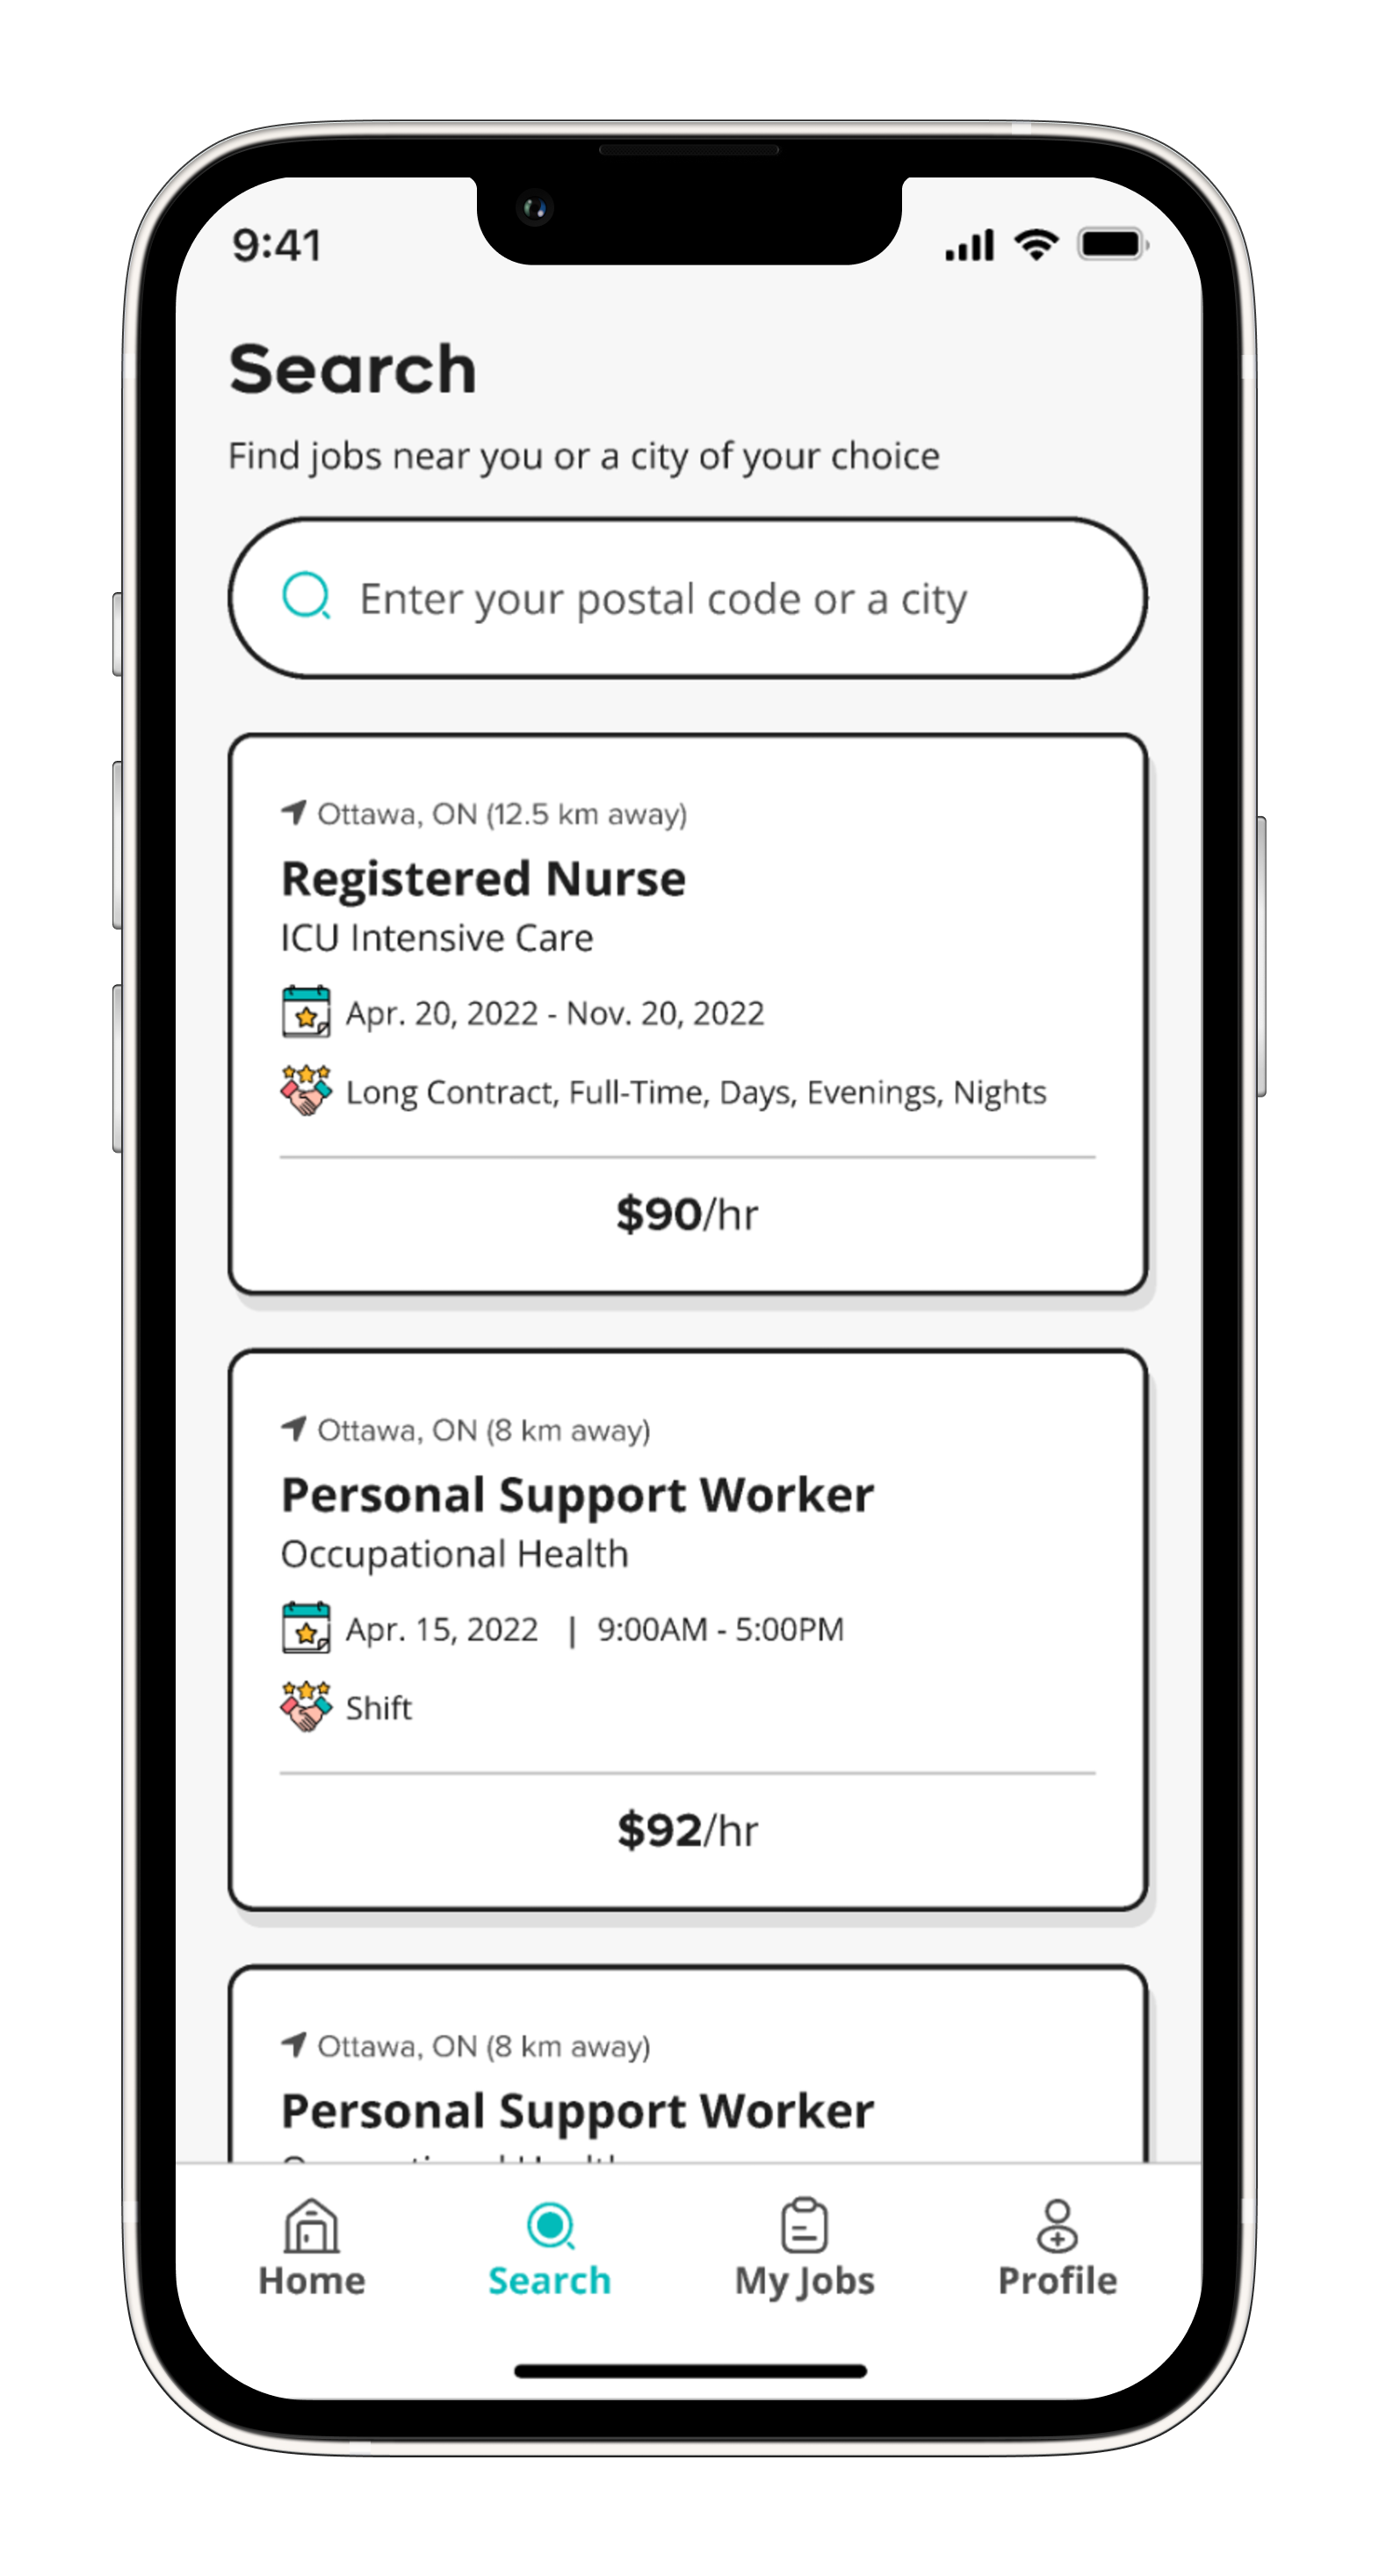 9:41
Search
Find jobs near you or a city of your choice
Enter your postal code or a city
Ottawa, ON (12.5 km away)
Registered Nurse
ICU Intensive Care
Apr. 20, 2022 - Nov. 20, 2022
Long Contract, Full-Time, Days, Evenings, Nights
$90/hr
Ottawa, ON (8 km away)
Personal Support Worker
Occupational Health
Apr. 15, 2022 | 9:00AM - 5:00PM
Shift
$92/hr
Ottawa, ON (8 km away)
Personal Support Worker
Home
Search
My Jobs
Profile